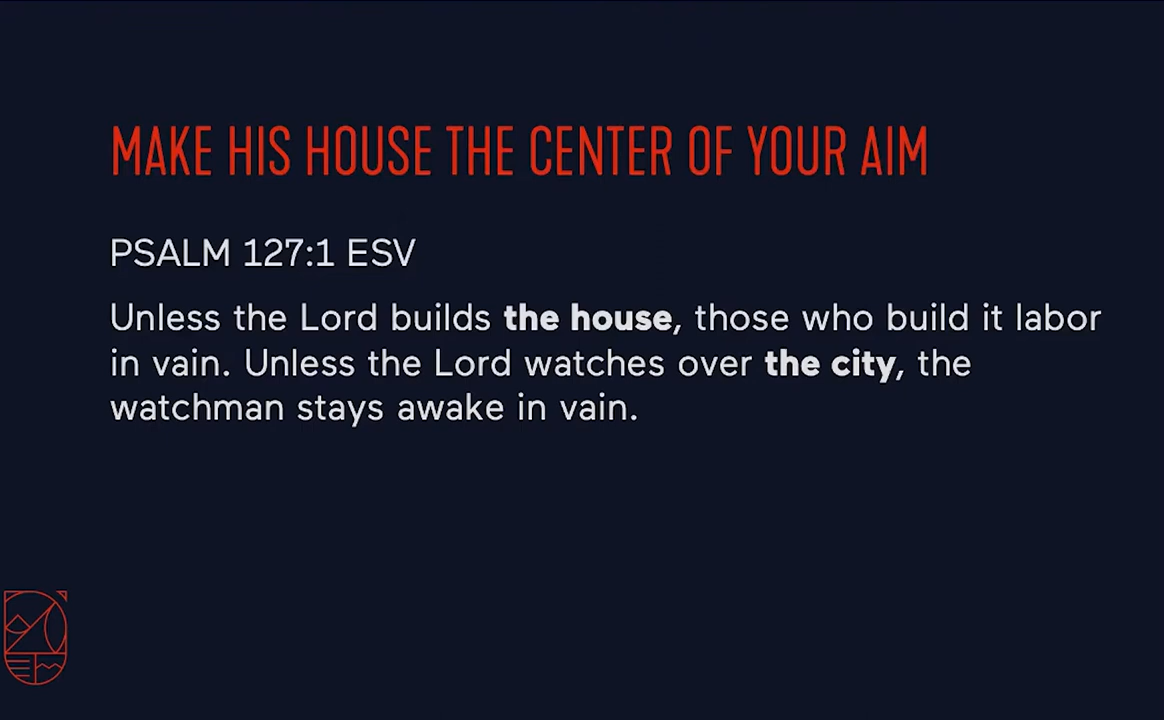 MAKE HIS HOUSE THE CENTER OF YOUR AIM
PSALM 127:1 ESV
Unless the Lord builds the house, those who build it labor
in vain. Unless the Lord watches over the city, the
watchman stays awake in vain.